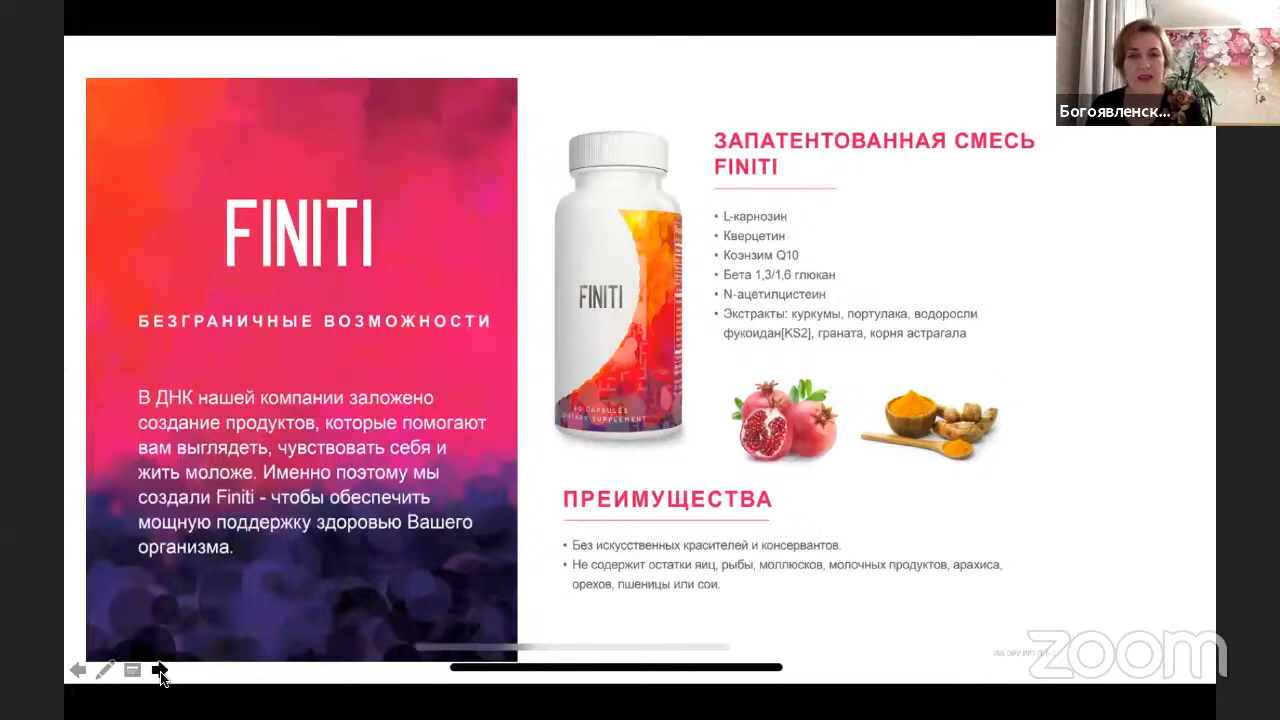 Богоявленск...
ЗАПАТЕНТОВАННАЯ СМЕСЬ
FINITI
• L-карнозин
• Кверцетин
• Коэнзим Q10
• Бета 1,3/1,6 глюкан
• N-ацетилцистеин
• Экстракты: куркумы, портулака, водоросли
фукоидан[KS2], граната, корня астрагала
FINITI
БЕЗГРАНИЧНЫЕ ВОЗМОЖНОСТИ
В ДНК нашей компании заложено
создание продуктов, которые помогают
вам выглядеть, чувствовать себя и
жить моложе. Именно поэтому мы
создали Finiti - чтобы обеспечить
мощную поддержку здоровью Вашего
организма.
FINITI
CAPSULES
DIETARY SUPPLEMENT
ПРЕИМУЩЕСТВА
• Без искусственных красителей и консервантов.
• Не содержит остатки яиц, рыбы, моллюсков, молочных продуктов, арахиса,
орехов, пшеницы или сои.
zoom